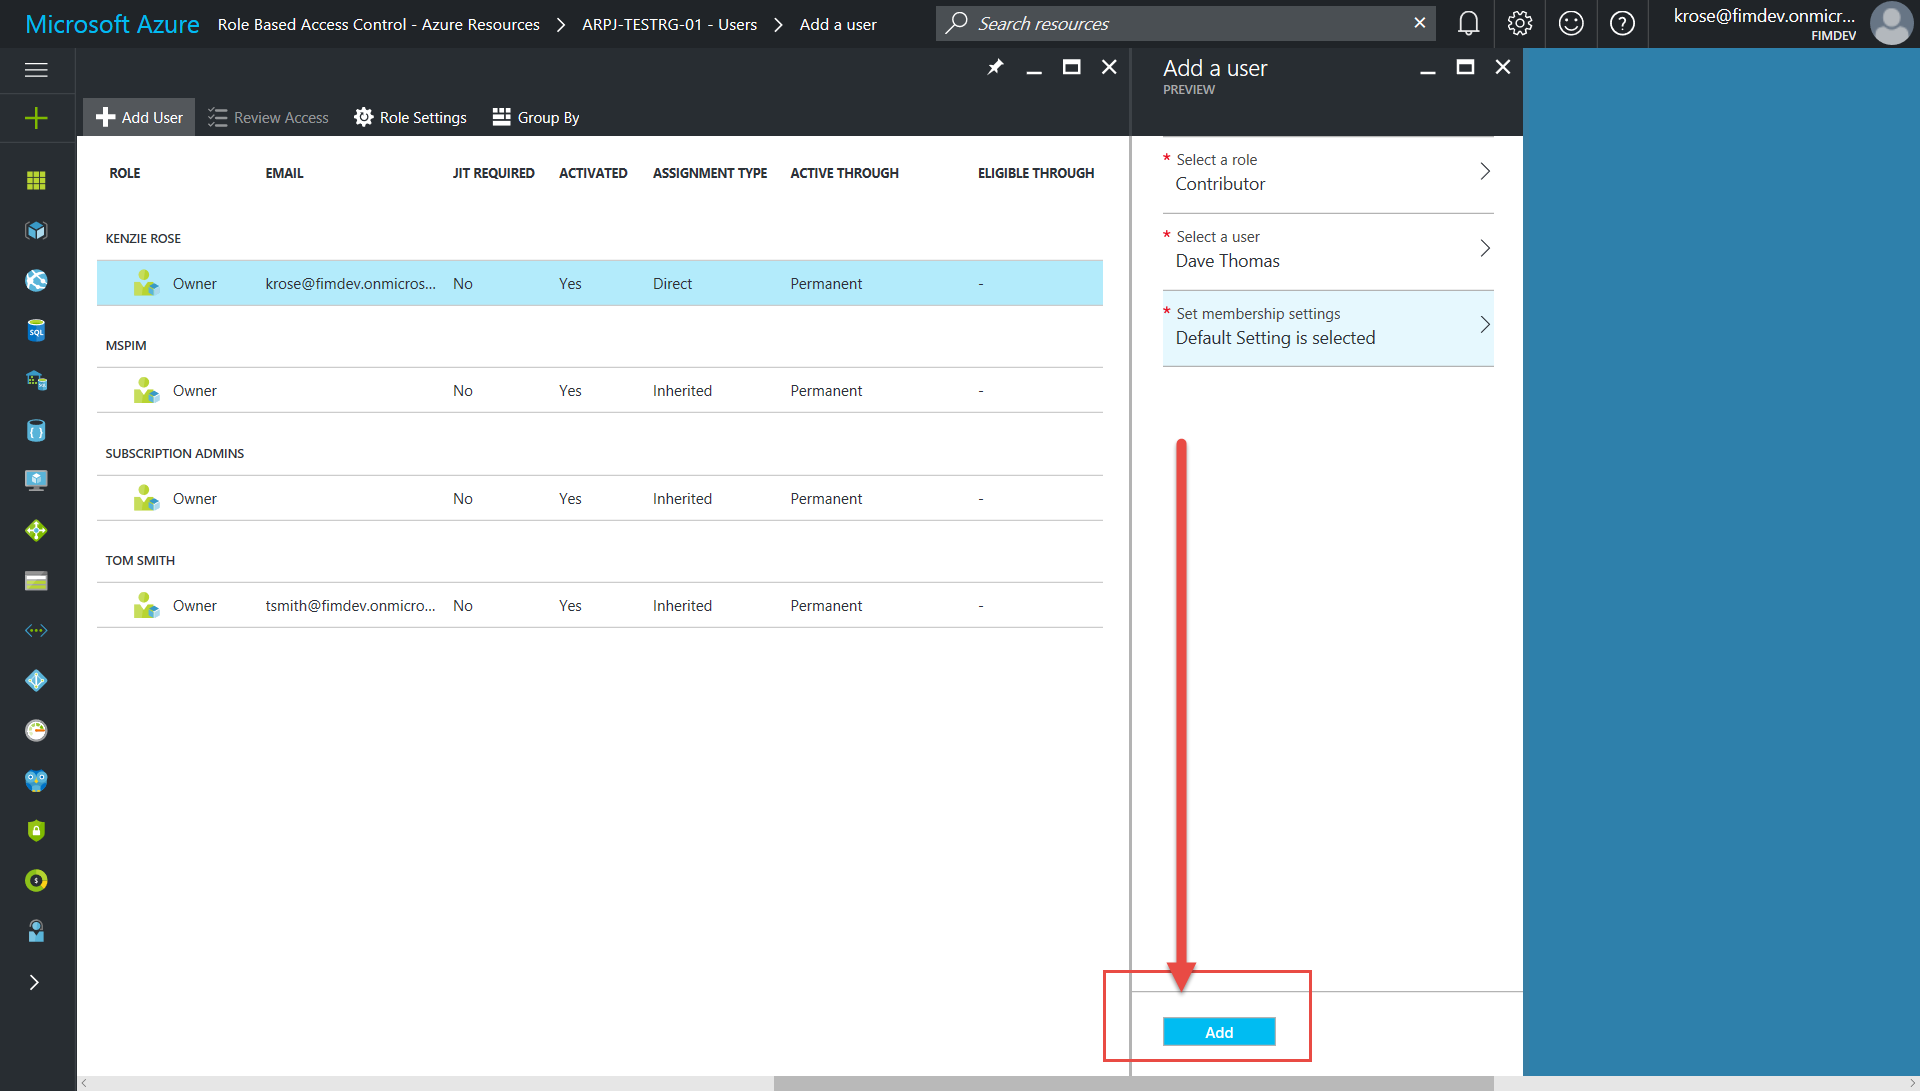 Microsoft Azure Role Based Access Control - Azure Resources > ARPJ-TESTRG-01 - Users > Add a user Search resources krose@fimdev.onmicr...
FIMDEV
Add a user
PREVIEW
Add User Review Access Role Settings Group By
ROLE EMAIL JIT REQUIRED ACTIVATED ASSIGNMENT TYPE ACTIVE THROUGH ELIGIBLE THROUGH
KENZIE ROSE
Owner krose@fimdev.onmicros... No Yes Direct Permanent -
MSPIM
Owner No Yes Inherited Permanent -
SUBSCRIPTION ADMINS
Owner No Yes Inherited Permanent -
TOM SMITH
Owner tsmith@fimdev.onmicro... No Yes Inherited Permanent -
* Select a role
Contributor
* Select a user
Dave Thomas
* Set membership settings
Default Setting is selected
Add
SQL